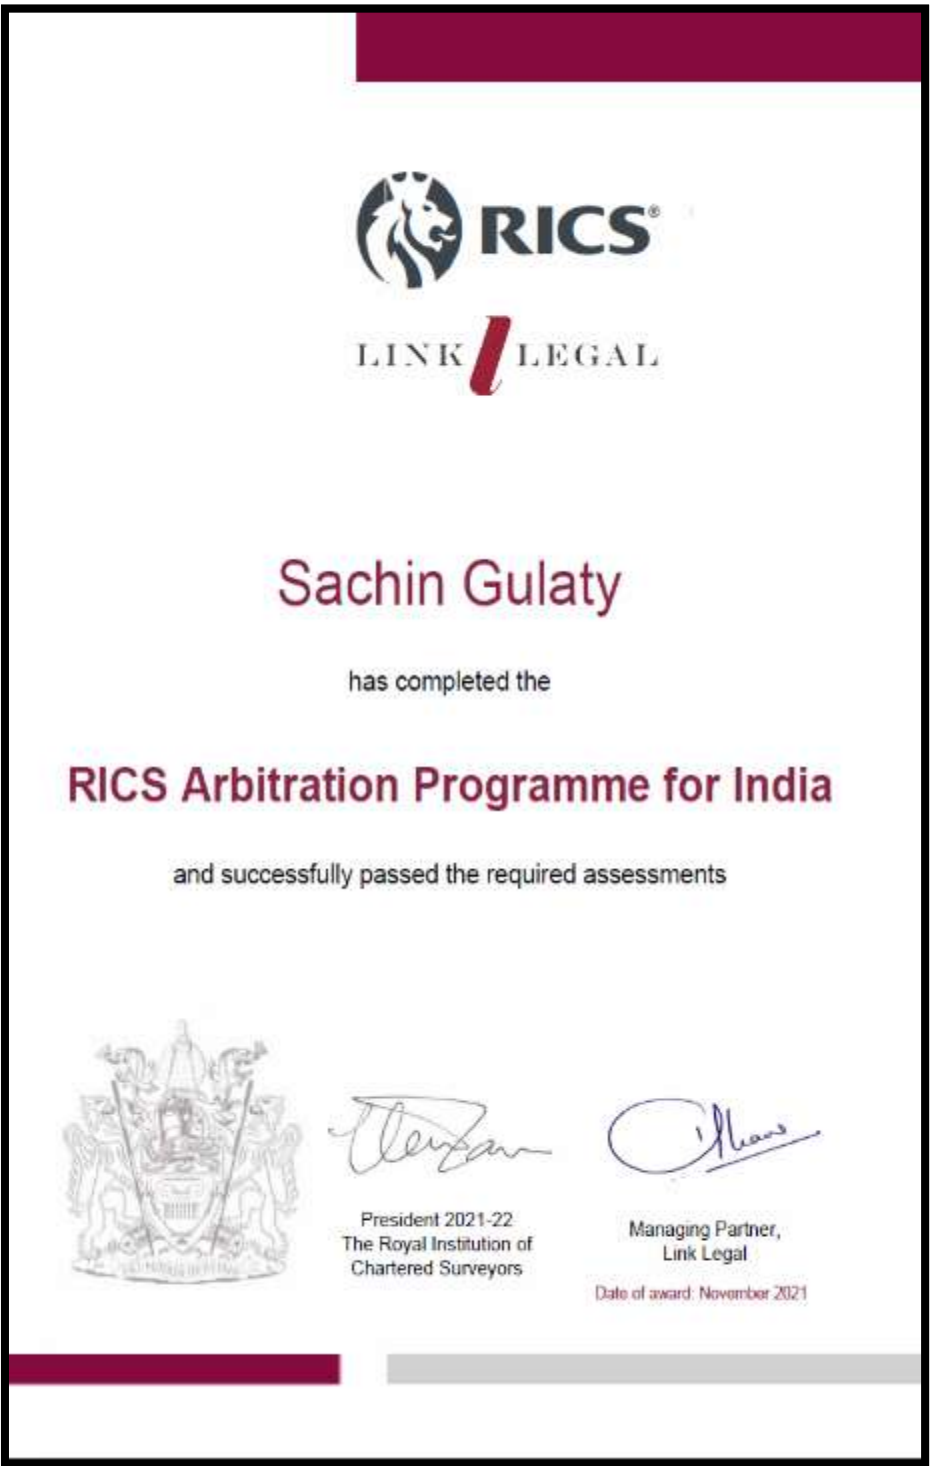 RICS®
LINK LEGAL
Sachin Gulaty
has completed the
RICS Arbitration Programme for India
and successfully passed the required assessments
President 2021-22
The Royal Institution of
Chartered Surveyors
Managing Partner,
Link Legal
Date of award: November 2021